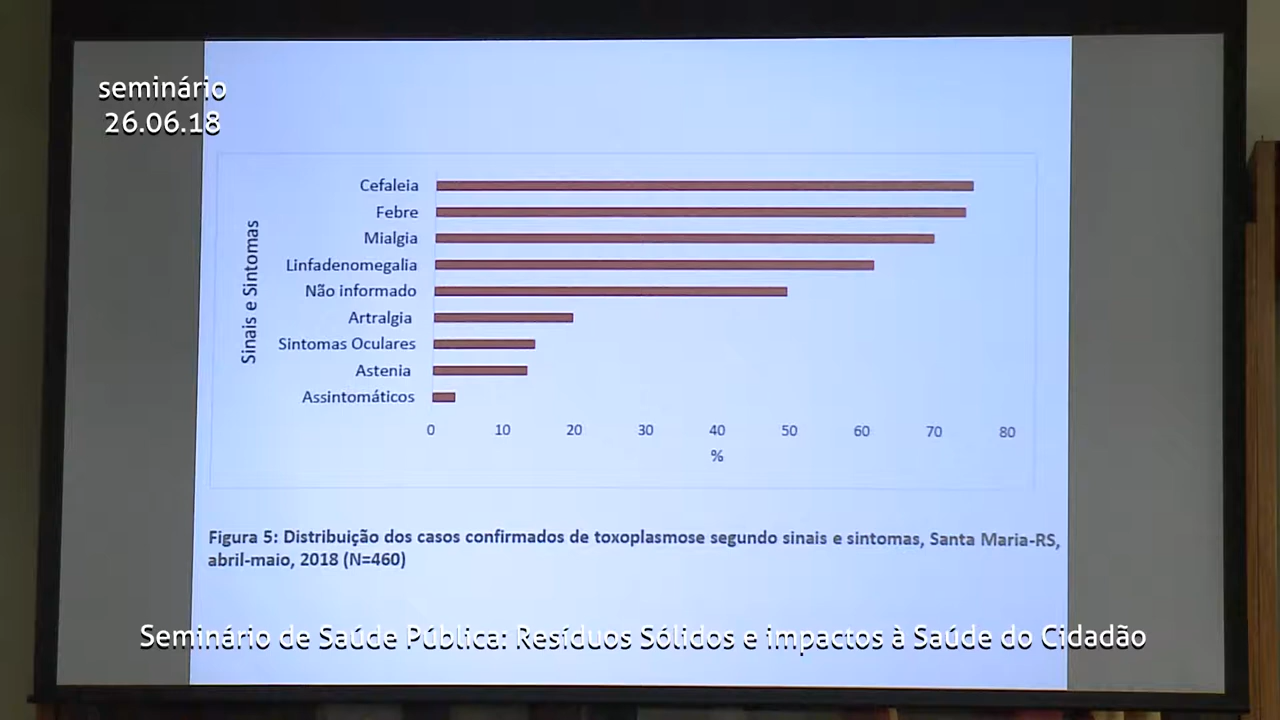 seminário
26.06.18
Sinais e Sintomas
Cefaleia
Febre
Mialgia
Linfadenomegalia
Não informado
Artralgia
Sintomas Oculares
Astenia
Assintomáticos
0 10 20 30 40 50 60 70 80
%
Figura 5: Distribuição dos casos confirmados de toxoplasmose segundo sinais e sintomas, Santa Maria-RS,
abril-maio, 2018 (N=460)
Seminário de Saúde Pública: Resíduos Sólidos e impactos à Saúde do Cidadão